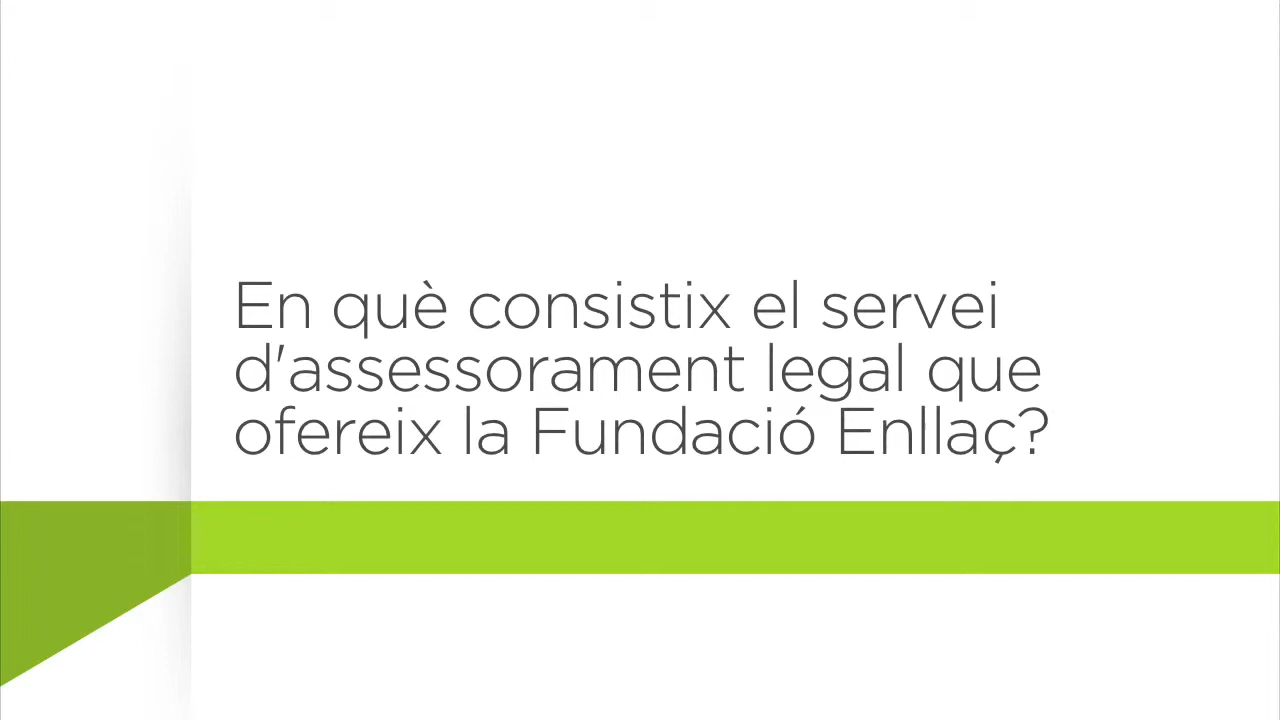 En què consistix el servei
d'assessorament legal que
ofereix la Fundació Enllaç?